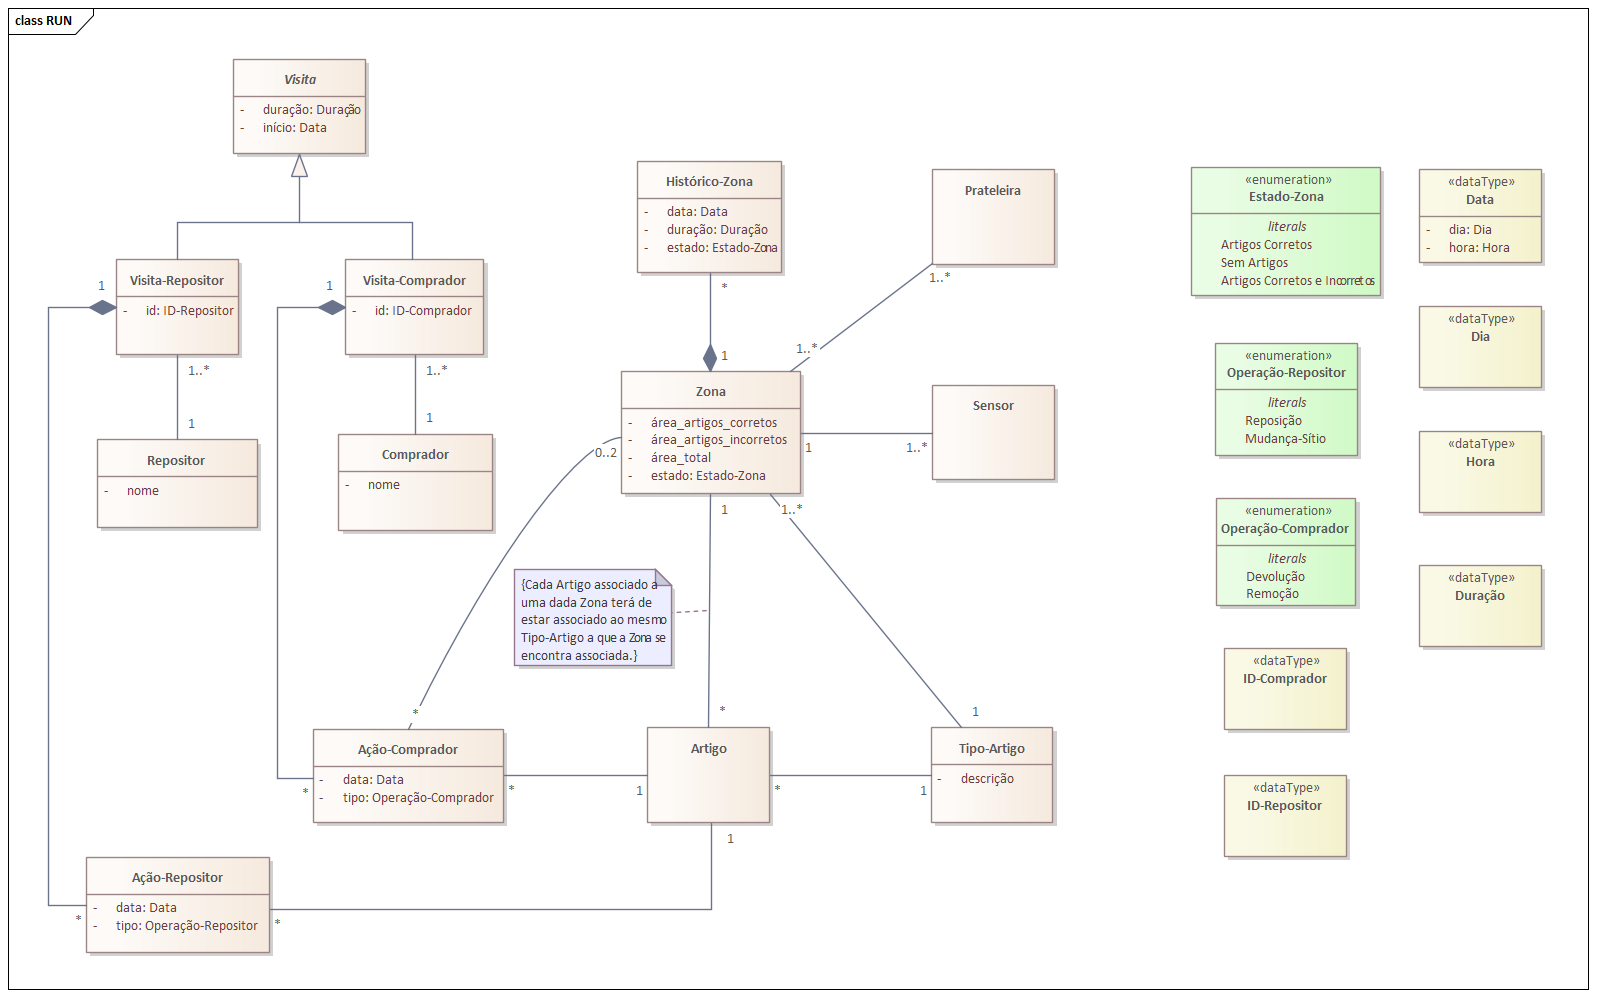 class RUN
Visita
- duração: Duração
- início: Data
Visita-Repositor
- id: ID-Repositor
1
1..*
1
Visita-Comprador
- id: ID-Comprador
1
1..*
1
Repositor
- nome
Comprador
- nome
Histórico-Zona
- data: Data
- duração: Duração
- estado: Estado-Zona
*
1
Prateleira
1..*
1..*
Zona
- área_artigos_corretos
- área_artigos_incorretos
- área_total
- estado: Estado-Zona
0..2
1
1..*
1
1..*
Sensor
{Cada Artigo associado a
uma dada Zona terá de
estar associado ao mesmo
Tipo-Artigo a que a Zona se
encontra associada.}
*
*
1
Ação-Comprador
- data: Data
- tipo: Operação-Comprador
*
*
1
Artigo
*
1
1
Tipo-Artigo
- descrição
Ação-Repositor
- data: Data
- tipo: Operação-Repositor
*
*
«enumeration»
Estado-Zona
literals
Artigos Corretos
Sem Artigos
Artigos Corretos e Incorretos
«enumeration»
Operação-Repositor
literals
Reposição
Mudança-Sítio
«enumeration»
Operação-Comprador
literals
Devolução
Remoção
«dataType»
ID-Comprador
«dataType»
ID-Repositor
«dataType»
Data
- dia: Dia
- hora: Hora
«dataType»
Dia
«dataType»
Hora
«dataType»
Duração